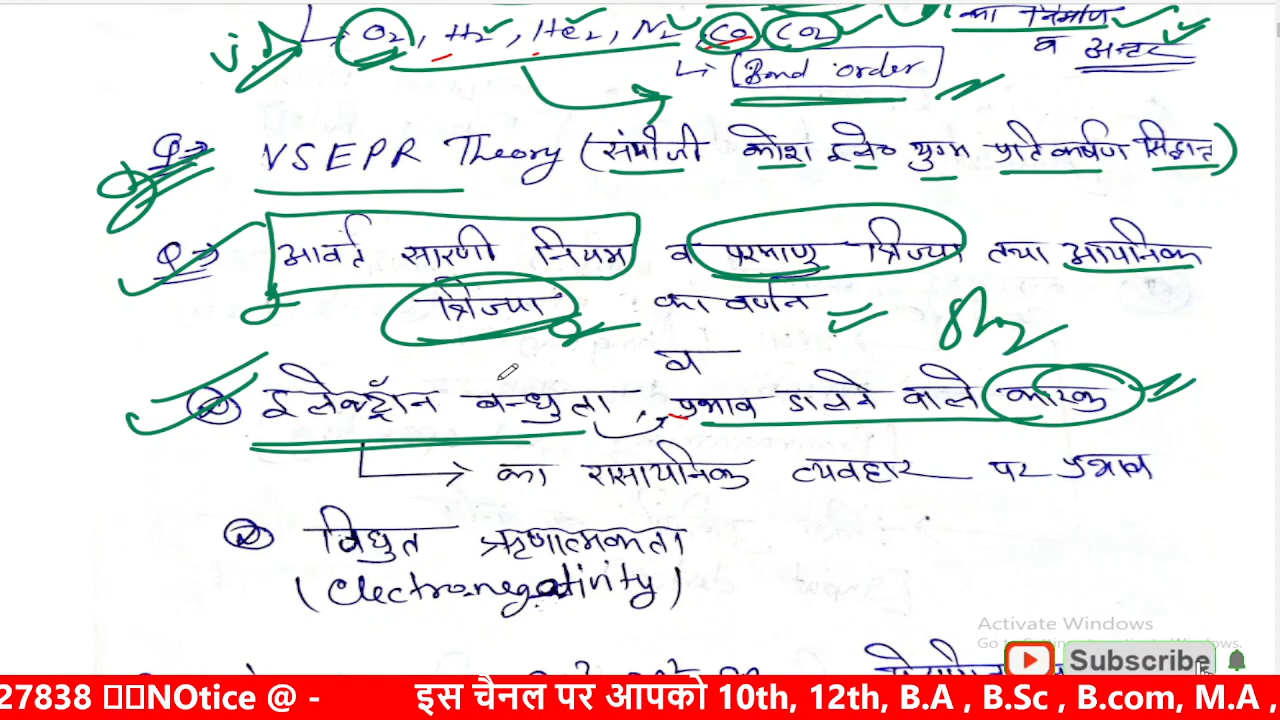 O2, H2, He2, N2 CO CO2 का निर्माण
व अन्तर
↳ Bond order
Q→ VSEPR Theory (संयोजी कोश इले० युग्म प्रतिकर्षण सिद्धांत)
Q→ आवर्त सारणी नियम व परमाणु त्रिज्या तथा आयनिक
त्रिज्या का वर्णन
व
Q इलेक्ट्रॉन बन्धुता, प्रभाव डालने वाले कारक
का रासायनिक व्यवहार पर प्रभाव
Q विधुत ऋणात्मकता
(Electronegativity)
Activate Windows
Subscribe
27838 NOtice @ - इस चैनल पर आपको 10th, 12th, B.A , B.Sc , B.com, M.A ,